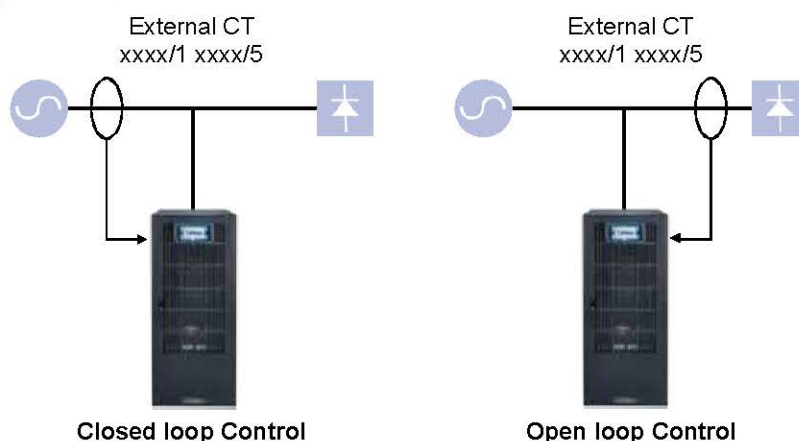 External CT
xxxx/1 xxxx/5
External CT
xxxx/1 xxxx/5
Closed loop Control
Open loop Control